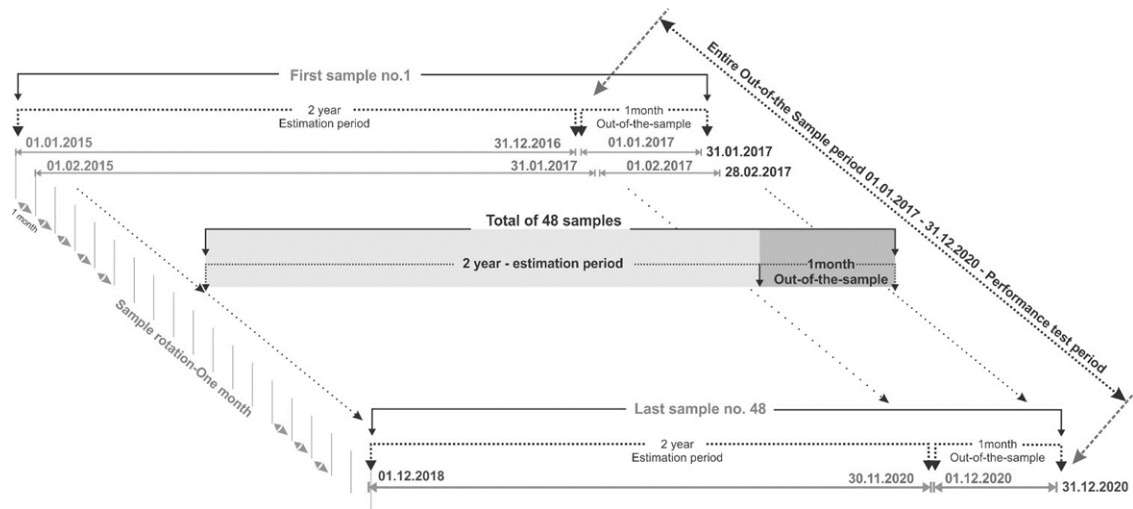 First sample no.1
2 year
Estimation period
1month
Out-of-the-sample
01.01.2015
31.12.2016
01.01.2017
31.01.2017
01.02.2015
31.01.2017
01.02.2017
28.02.2017
1 month
Entire Out-of-the Sample period 01.01.2017 - 31.12.2020 - Performance test period
Total of 48 samples
2 year - estimation period
1month
Out-of-the-sample
Sample rotation-One month
Last sample no. 48
2 year
Estimation period
1month
Out-of-the-sample
01.12.2018
30.11.2020
01.12.2020
31.12.2020